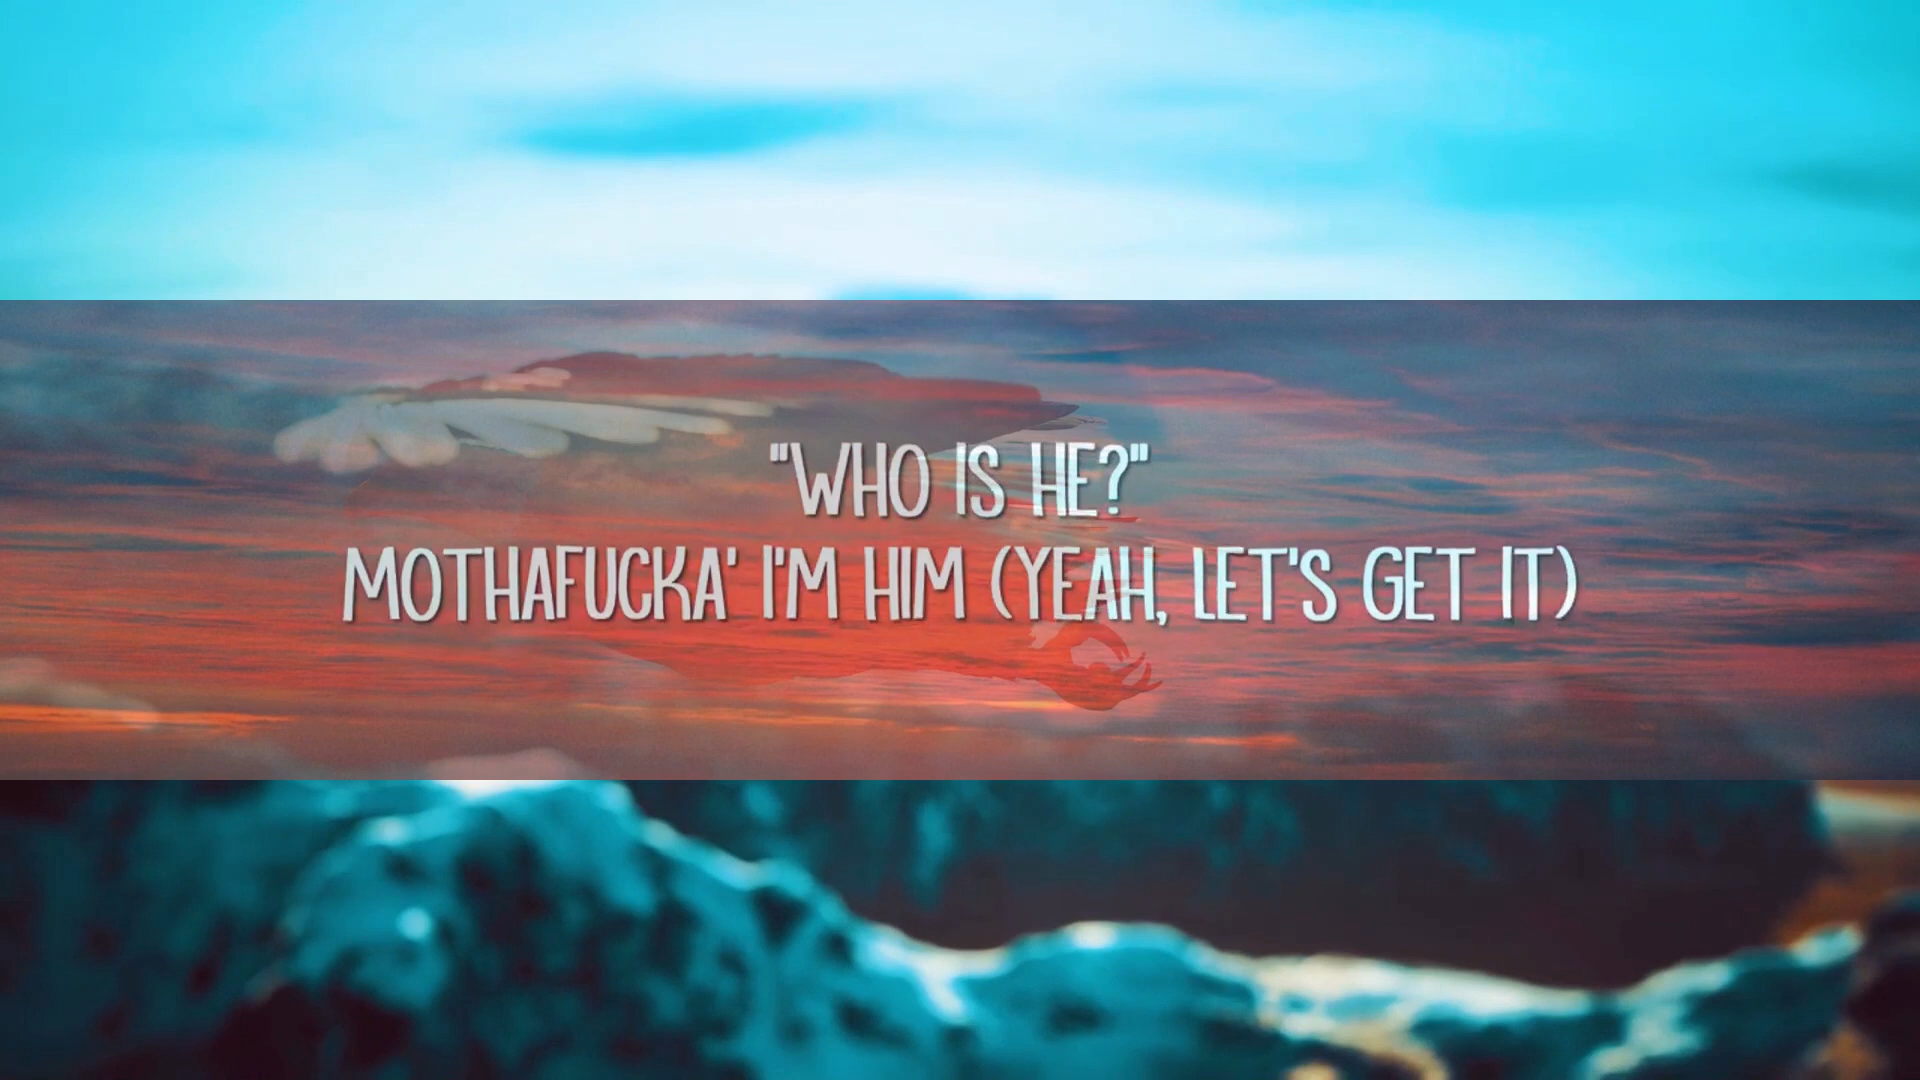 "WHO IS HE?"
MOTHAFUCKA' I'M HIM (YEAH, LET'S GET IT)